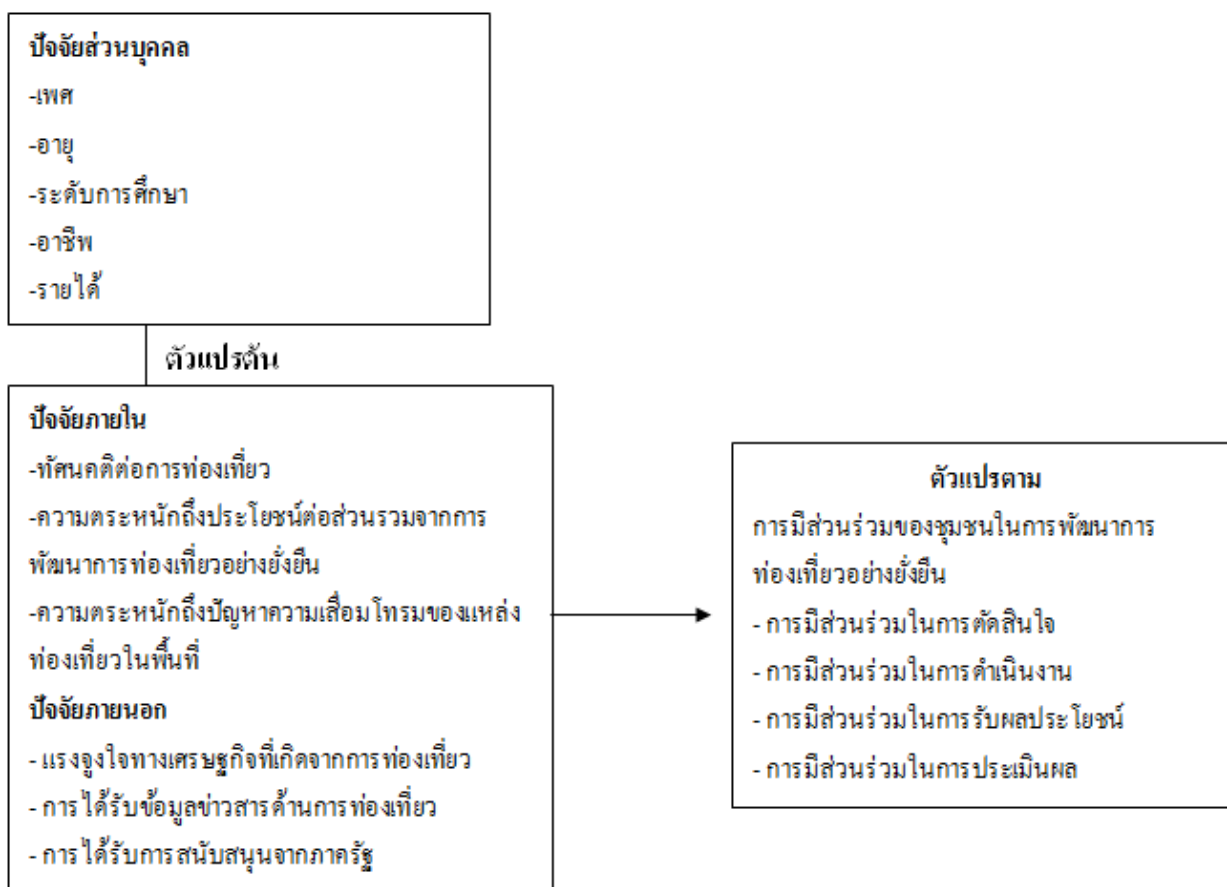 ปัจจัยส่วนบุคคล
-เพศ
-อายุ
-ระดับการศึกษา
-อาชีพ
-รายได้
ตัวแปรต้น
ปัจจัยภายใน
-ทัศนคติต่อการท่องเที่ยว
-ความตระหนักถึงประโยชน์ต่อส่วนรวมจากการ
พัฒนาการท่องเที่ยวอย่างยั่งยืน
-ความตระหนักถึงปัญหาความเสื่อมโทรมของแหล่ง
ท่องเที่ยวในพื้นที่
ปัจจัยภายนอก
- แรงจูงใจทางเศรษฐกิจที่เกิดจากการท่องเที่ยว
- การได้รับข้อมูลข่าวสารด้านการท่องเที่ยว
- การได้รับการสนับสนุนจากภาครัฐ
ตัวแปรตาม
การมีส่วนร่วมของชุมชนในการพัฒนาการ
ท่องเที่ยวอย่างยั่งยืน
- การมีส่วนร่วมในการตัดสินใจ
- การมีส่วนร่วมในการดำเนินงาน
- การมีส่วนร่วมในการรับผลประโยชน์
- การมีส่วนร่วมในการประเมินผล